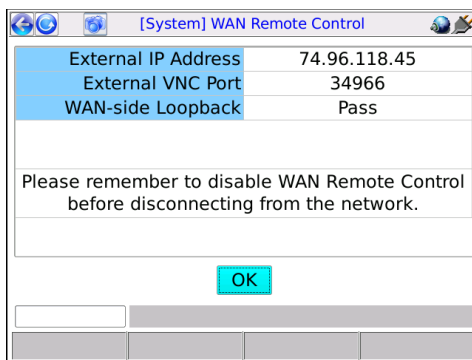 [System] WAN Remote Control
External IP Address 74.96.118.45
External VNC Port 34966
WAN-side Loopback Pass
Please remember to disable WAN Remote Control
before disconnecting from the network.
OK